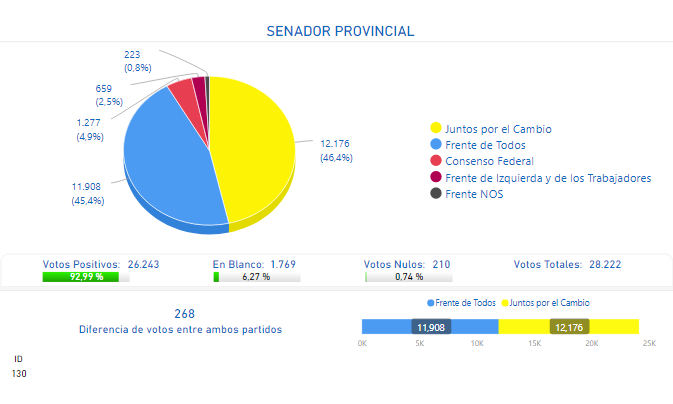 SENADOR PROVINCIAL
223
(0,8%)
659
(2,5%)
1.277
(4,9%)
12.176
(46,4%)
11.908
(45,4%)
Juntos por el Cambio
Frente de Todos
Consenso Federal
Frente de Izquierda y de los Trabajadores
Frente NOS
Votos Positivos: 26.243
92,99 %
En Blanco: 1.769
6,27 %
Votos Nulos: 210
0,74 %
Votos Totales: 28.222
268
Diferencia de votos entre ambos partidos
Frente de Todos Juntos por el Cambio
11,908 12,176
0K 5K 10K 15K 20K 25K
ID
130